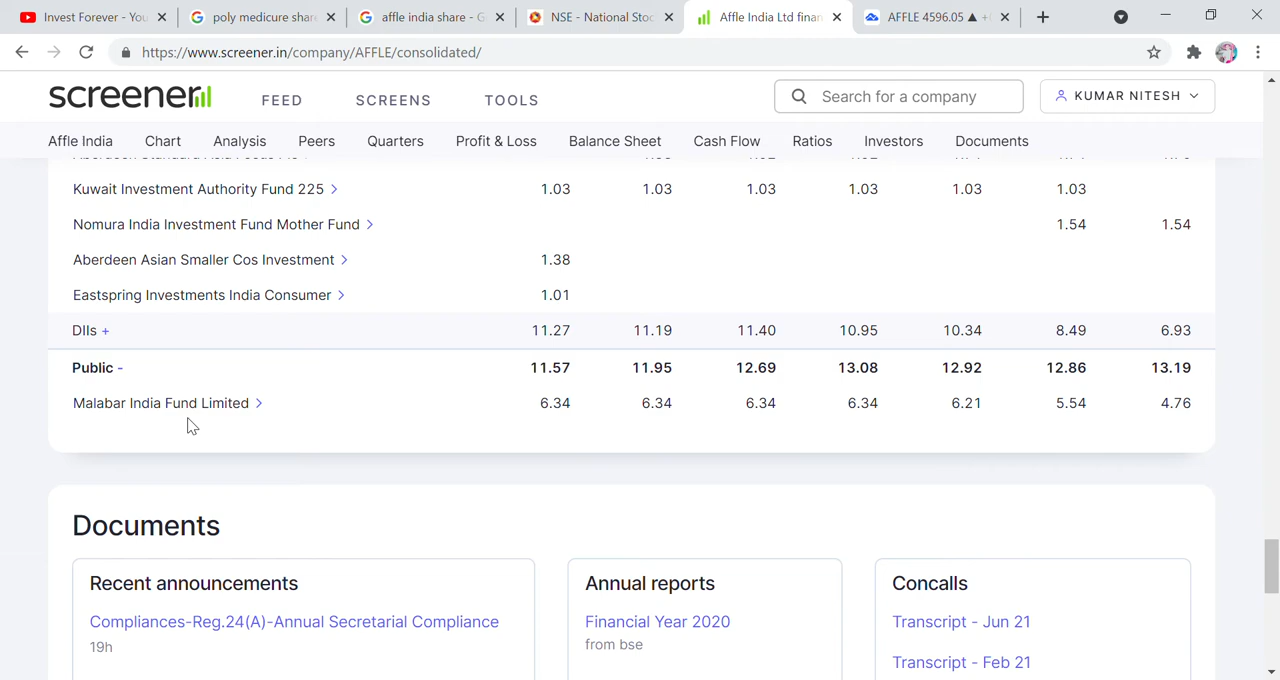 Invest Forever - You
poly medicure shar
affle india share - G
NSE - National Stoc
Affle India Ltd finan
AFFLE 4596.05 ▲ +
https://www.screener.in/company/AFFLE/consolidated/
screener
FEED
SCREENS
TOOLS
Search for a company
KUMAR NITESH
Affle India
Chart
Analysis
Peers
Quarters
Profit & Loss
Balance Sheet
Cash Flow
Ratios
Investors
Documents
Kuwait Investment Authority Fund 225 > 1.03 1.03 1.03 1.03 1.03 1.03
Nomura India Investment Fund Mother Fund > 1.54 1.54
Aberdeen Asian Smaller Cos Investment > 1.38
Eastspring Investments India Consumer > 1.01
DIIs + 11.27 11.19 11.40 10.95 10.34 8.49 6.93
Public - 11.57 11.95 12.69 13.08 12.92 12.86 13.19
Malabar India Fund Limited > 6.34 6.34 6.34 6.34 6.21 5.54 4.76
Documents
Recent announcements
Compliances-Reg.24(A)-Annual Secretarial Compliance
19h
Annual reports
Financial Year 2020
from bse
Concalls
Transcript - Jun 21
Transcript - Feb 21